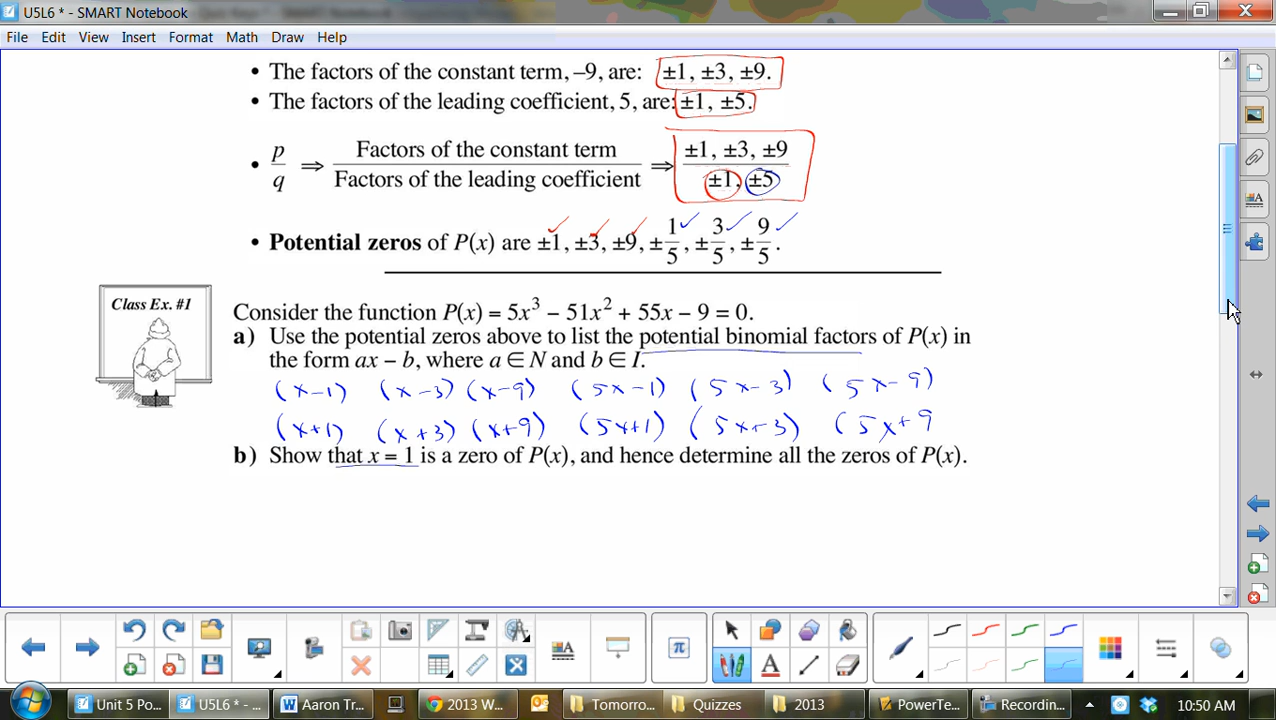 U5L6 * - SMART Notebook
File Edit View Insert Format Math Draw Help
• The factors of the constant term, –9, are: ±1, ±3, ±9.
• The factors of the leading coefficient, 5, are: ±1, ±5.
• p/q ⇒ Factors of the constant term / Factors of the leading coefficient ⇒ ±1, ±3, ±9 / ±1, ±5
• Potential zeros of P(x) are ±1, ±3, ±9, ±1/5, ±3/5, ±9/5.
Class Ex. #1
Consider the function P(x) = 5x³ − 51x² + 55x − 9 = 0.
a) Use the potential zeros above to list the potential binomial factors of P(x) in
the form ax – b, where a ∈ N and b ∈ I.
(x-1) (x-3) (x-9) (5x-1) (5x-3) (5x-9)
(x+1) (x+3) (x+9) (5x+1) (5x+3) (5x+9
b) Show that x = 1 is a zero of P(x), and hence determine all the zeros of P(x).
π A
Unit 5 Po... U5L6 * - ... Aaron Tr... 2013 W... Tomorro... Quizzes 2013 PowerTe... Recordin... 10:50 AM